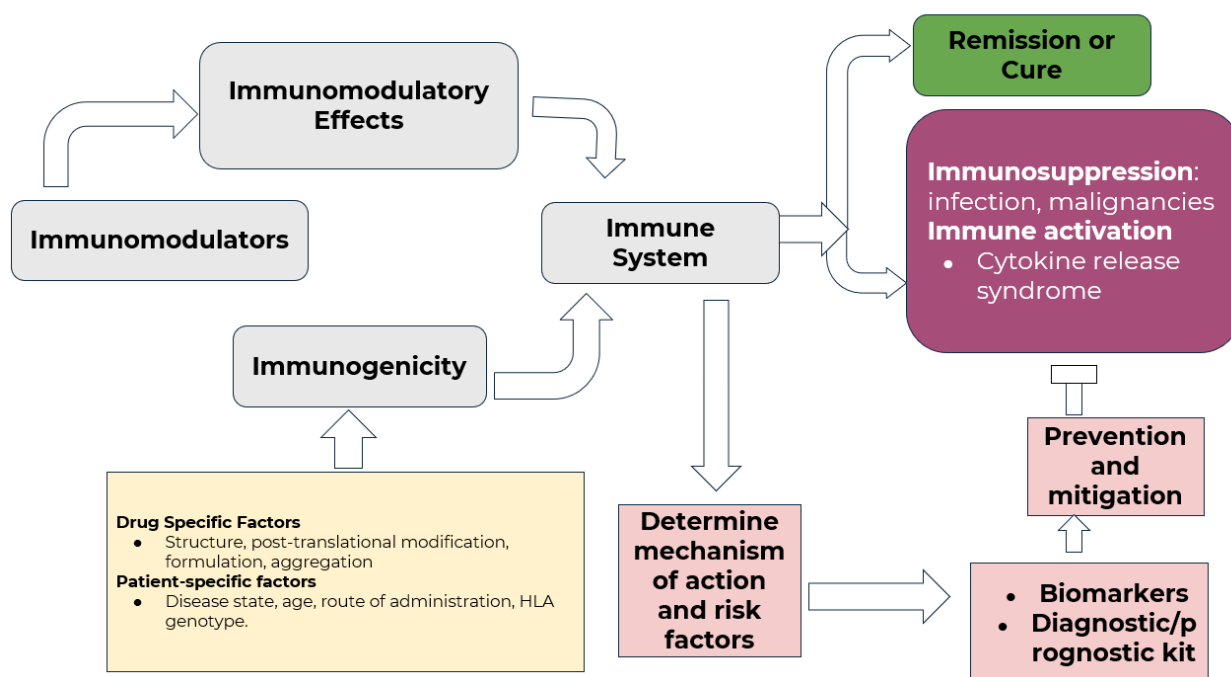 Remission or
Cure
Immunomodulatory
Effects
Immunosuppression:
infection, malignancies
Immune activation
● Cytokine release
syndrome
Immunomodulators
Immune
System
Immunogenicity
Prevention
and
mitigation
Drug Specific Factors
● Structure, post-translational modification,
formulation, aggregation
Patient-specific factors
● Disease state, age, route of administration, HLA
genotype.
Determine
mechanism
of action
and risk
factors
● Biomarkers
● Diagnostic/p
rognostic kit